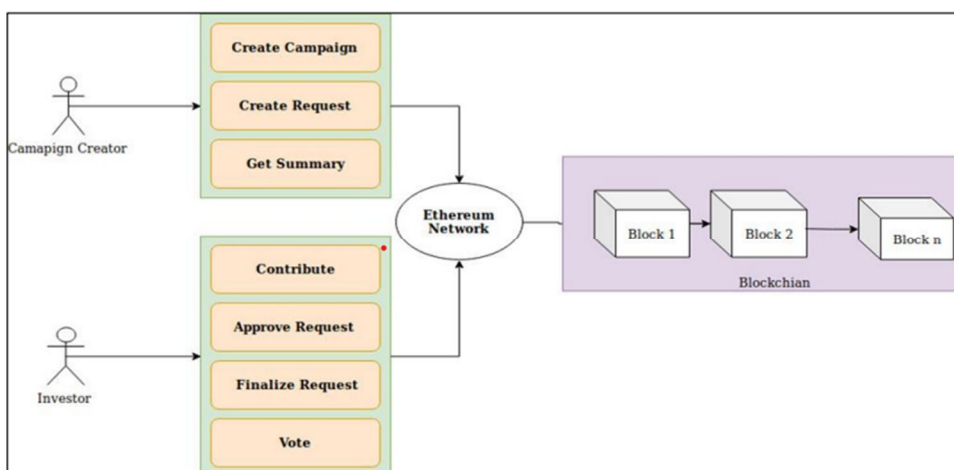 Create Campaign
Create Request
Get Summary
Camapign Creator
Ethereum
Network
Block 1
Block 2
Block n
Blockchian
Contribute
Approve Request
Finalize Request
Vote
Investor